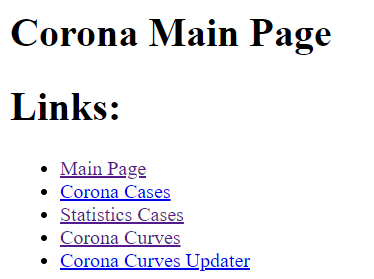 Corona Main Page
Links:
Main Page
Corona Cases
Statistics Cases
Corona Curves
Corona Curves Updater